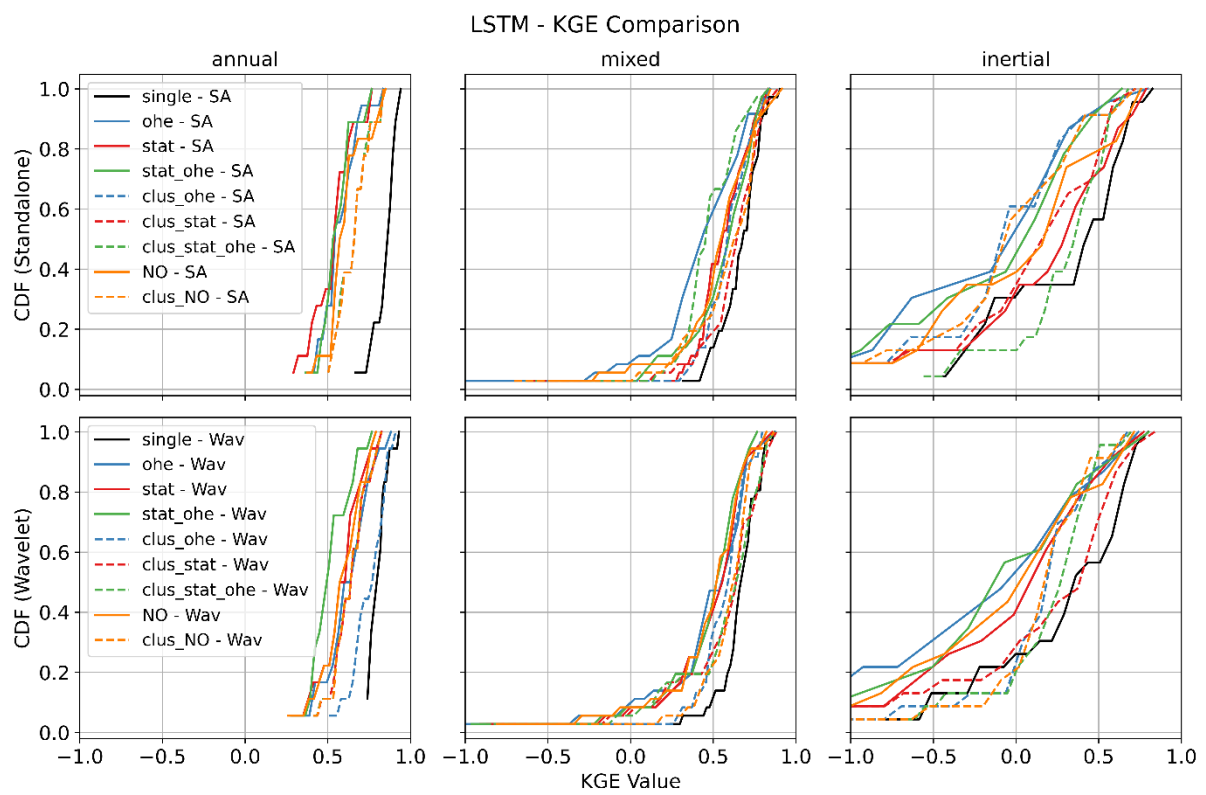 LSTM - KGE Comparison
annual
mixed
inertial
CDF (Standalone)
1.0
0.8
0.6
0.4
0.2
0.0
single - SA
ohe - SA
stat - SA
stat_ohe - SA
clus_ohe - SA
clus_stat - SA
clus_stat_ohe - SA
NO - SA
clus_NO - SA
CDF (Wavelet)
1.0
0.8
0.6
0.4
0.2
0.0
single - Wav
ohe - Wav
stat - Wav
stat_ohe - Wav
clus_ohe - Wav
clus_stat - Wav
clus_stat_ohe - Wav
NO - Wav
clus_NO - Wav
−1.0 −0.5 0.0 0.5 1.0
−1.0 −0.5 0.0 0.5 1.0
−1.0 −0.5 0.0 0.5 1.0
KGE Value